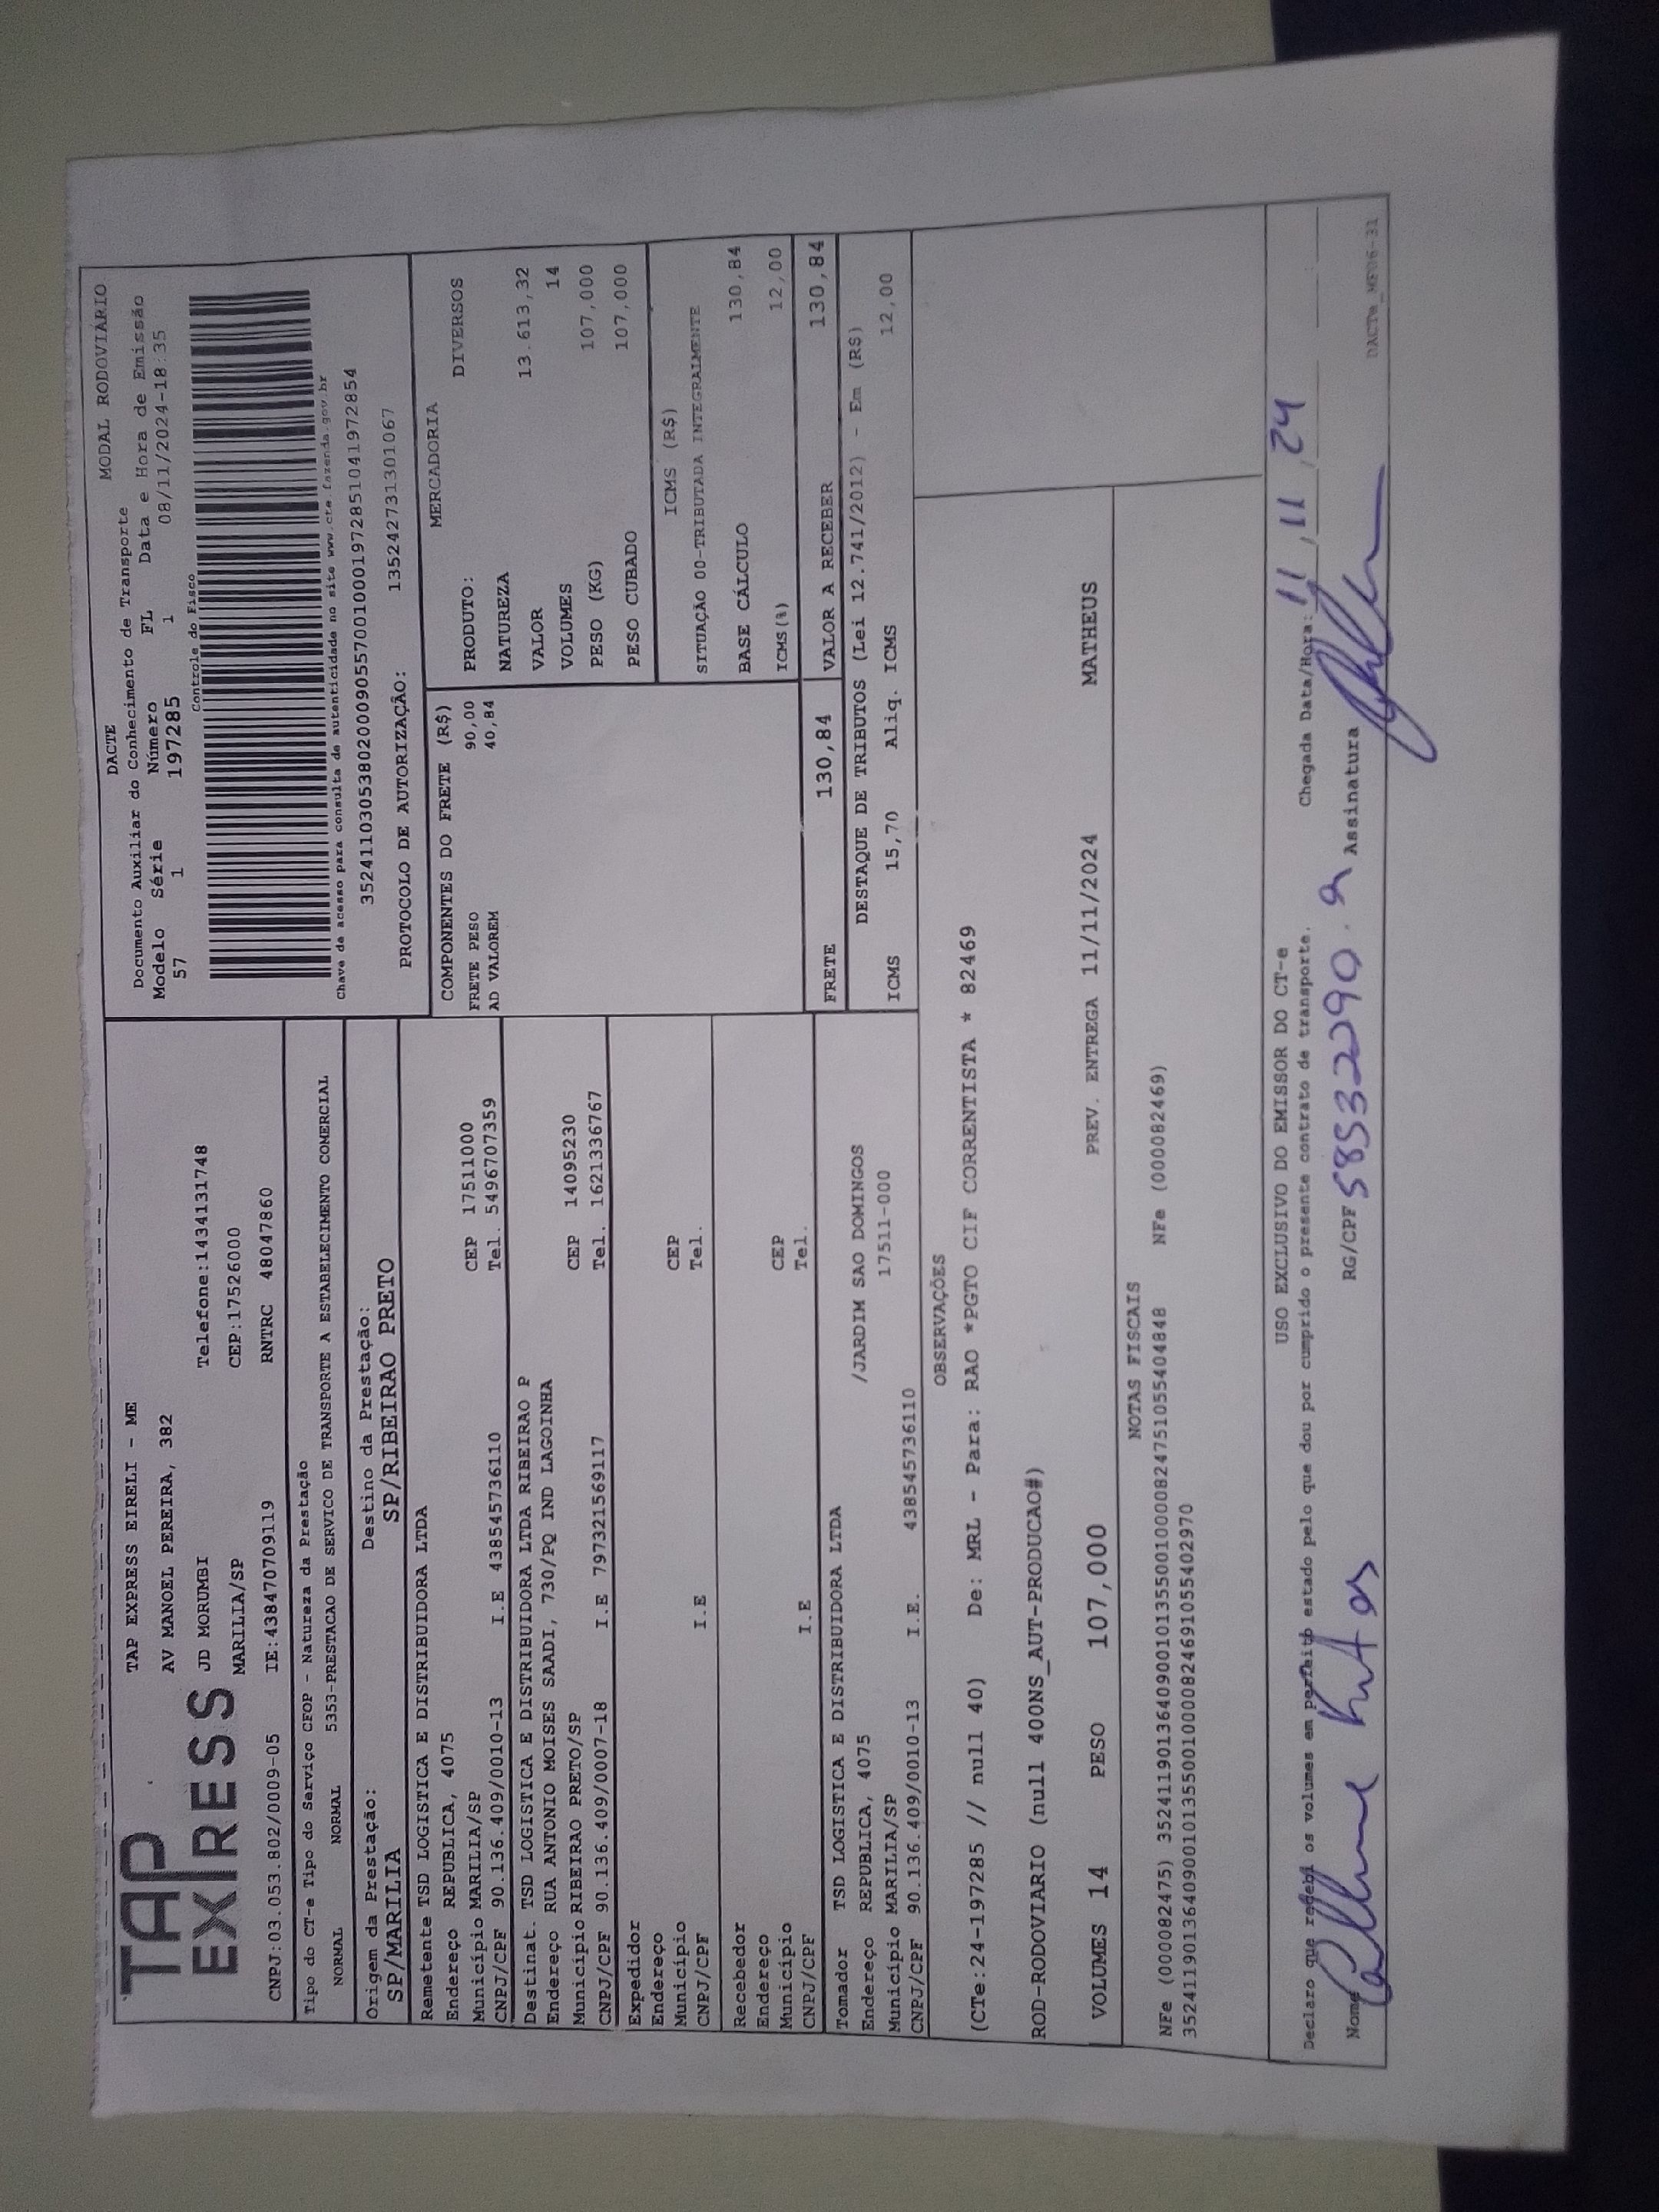 TAP
EXPRESS
TAP EXPRESS EIRELI - ME
AV MANOEL PEREIRA, 382
JD MORUMBI Telefone:1434131748
MARILIA/SP CEP:17526000
CNPJ:03.053.802/0009-05 IE:438470709119 RNTRC 48047860
Tipo do CT-e Tipo do Serviço CFOP - Natureza da Prestação
NORMAL NORMAL 5353-PRESTACAO DE SERVICO DE TRANSPORTE A ESTABELECIMENTO COMERCIAL
Origem da Prestação: Destino da Prestação:
SP/MARILIA SP/RIBEIRAO PRETO
Remetente TSD LOGISTICA E DISTRIBUIDORA LTDA
Endereço REPUBLICA, 4075
Município MARILIA/SP CEP 17511000
CNPJ/CPF 90.136.409/0010-13 I.E 438545736110 Tel. 5496707359
Destinat. TSD LOGISTICA E DISTRIBUIDORA LTDA RIBEIRAO P
Endereço RUA ANTONIO MOISES SAADI, 730/PQ IND LAGOINHA
Município RIBEIRAO PRETO/SP CEP 14095230
CNPJ/CPF 90.136.409/0007-18 I.E 797321569117 Tel. 1621336767
Expedidor
Endereço
Município CEP
CNPJ/CPF I.E Tel.
Recebedor
Endereço
Município CEP
CNPJ/CPF I.E Tel.
Tomador TSD LOGISTICA E DISTRIBUIDORA LTDA
Endereço REPUBLICA, 4075 /JARDIM SAO DOMINGOS
Município MARILIA/SP 17511-000
CNPJ/CPF 90.136.409/0010-13 I.E. 438545736110
DACTE MODAL RODOVIÁRIO
Documento Auxiliar do Conhecimento de Transporte
Modelo Série Número FL Data e Hora de Emissão
57 1 197285 1 08/11/2024-18:35
Controle do Fisco
Chave de acesso para consulta de autenticidade no site www.cte.fazenda.gov.br
35241103053802000905570010001972851041972854
PROTOCOLO DE AUTORIZAÇÃO: 135242731301067
COMPONENTES DO FRETE (R$)
FRETE PESO 90,00
AD VALOREM 40,84
MERCADORIA
PRODUTO: DIVERSOS
NATUREZA
VALOR 13.613,32
VOLUMES 14
PESO (KG) 107,000
PESO CUBADO 107,000
ICMS (R$)
SITUAÇÃO 00-TRIBUTADA INTEGRALMENTE
BASE CÁLCULO 130,84
ICMS(%) 12,00
FRETE 130,84 VALOR A RECEBER 130,84
DESTAQUE DE TRIBUTOS (Lei 12.741/2012) - Em (R$)
ICMS 15,70 Aliq. ICMS 12,00
OBSERVAÇÕES
(CTe:24-197285 // null 40) De: MRL - Para: RAO *PGTO CIF CORRENTISTA * 82469
ROD-RODOVIARIO (null 400NS_AUT-PRODUCAO#)
VOLUMES 14 PESO 107,000 PREV. ENTREGA 11/11/2024 MATHEUS
NOTAS FISCAIS
NFe (000082475) 35241190136409001013550010000824751055404848 NFe (000082469)
35241190136409001013550010000824691055402970
USO EXCLUSIVO DO EMISSOR DO CT-e
Declaro que recebi os volumes em perfeito estado pelo que dou por cumprido o presente contrato de transporte. Chegada Data/Hora: 11/11/24
Nome RG/CPF Assinatura
DACTe_MF06-31